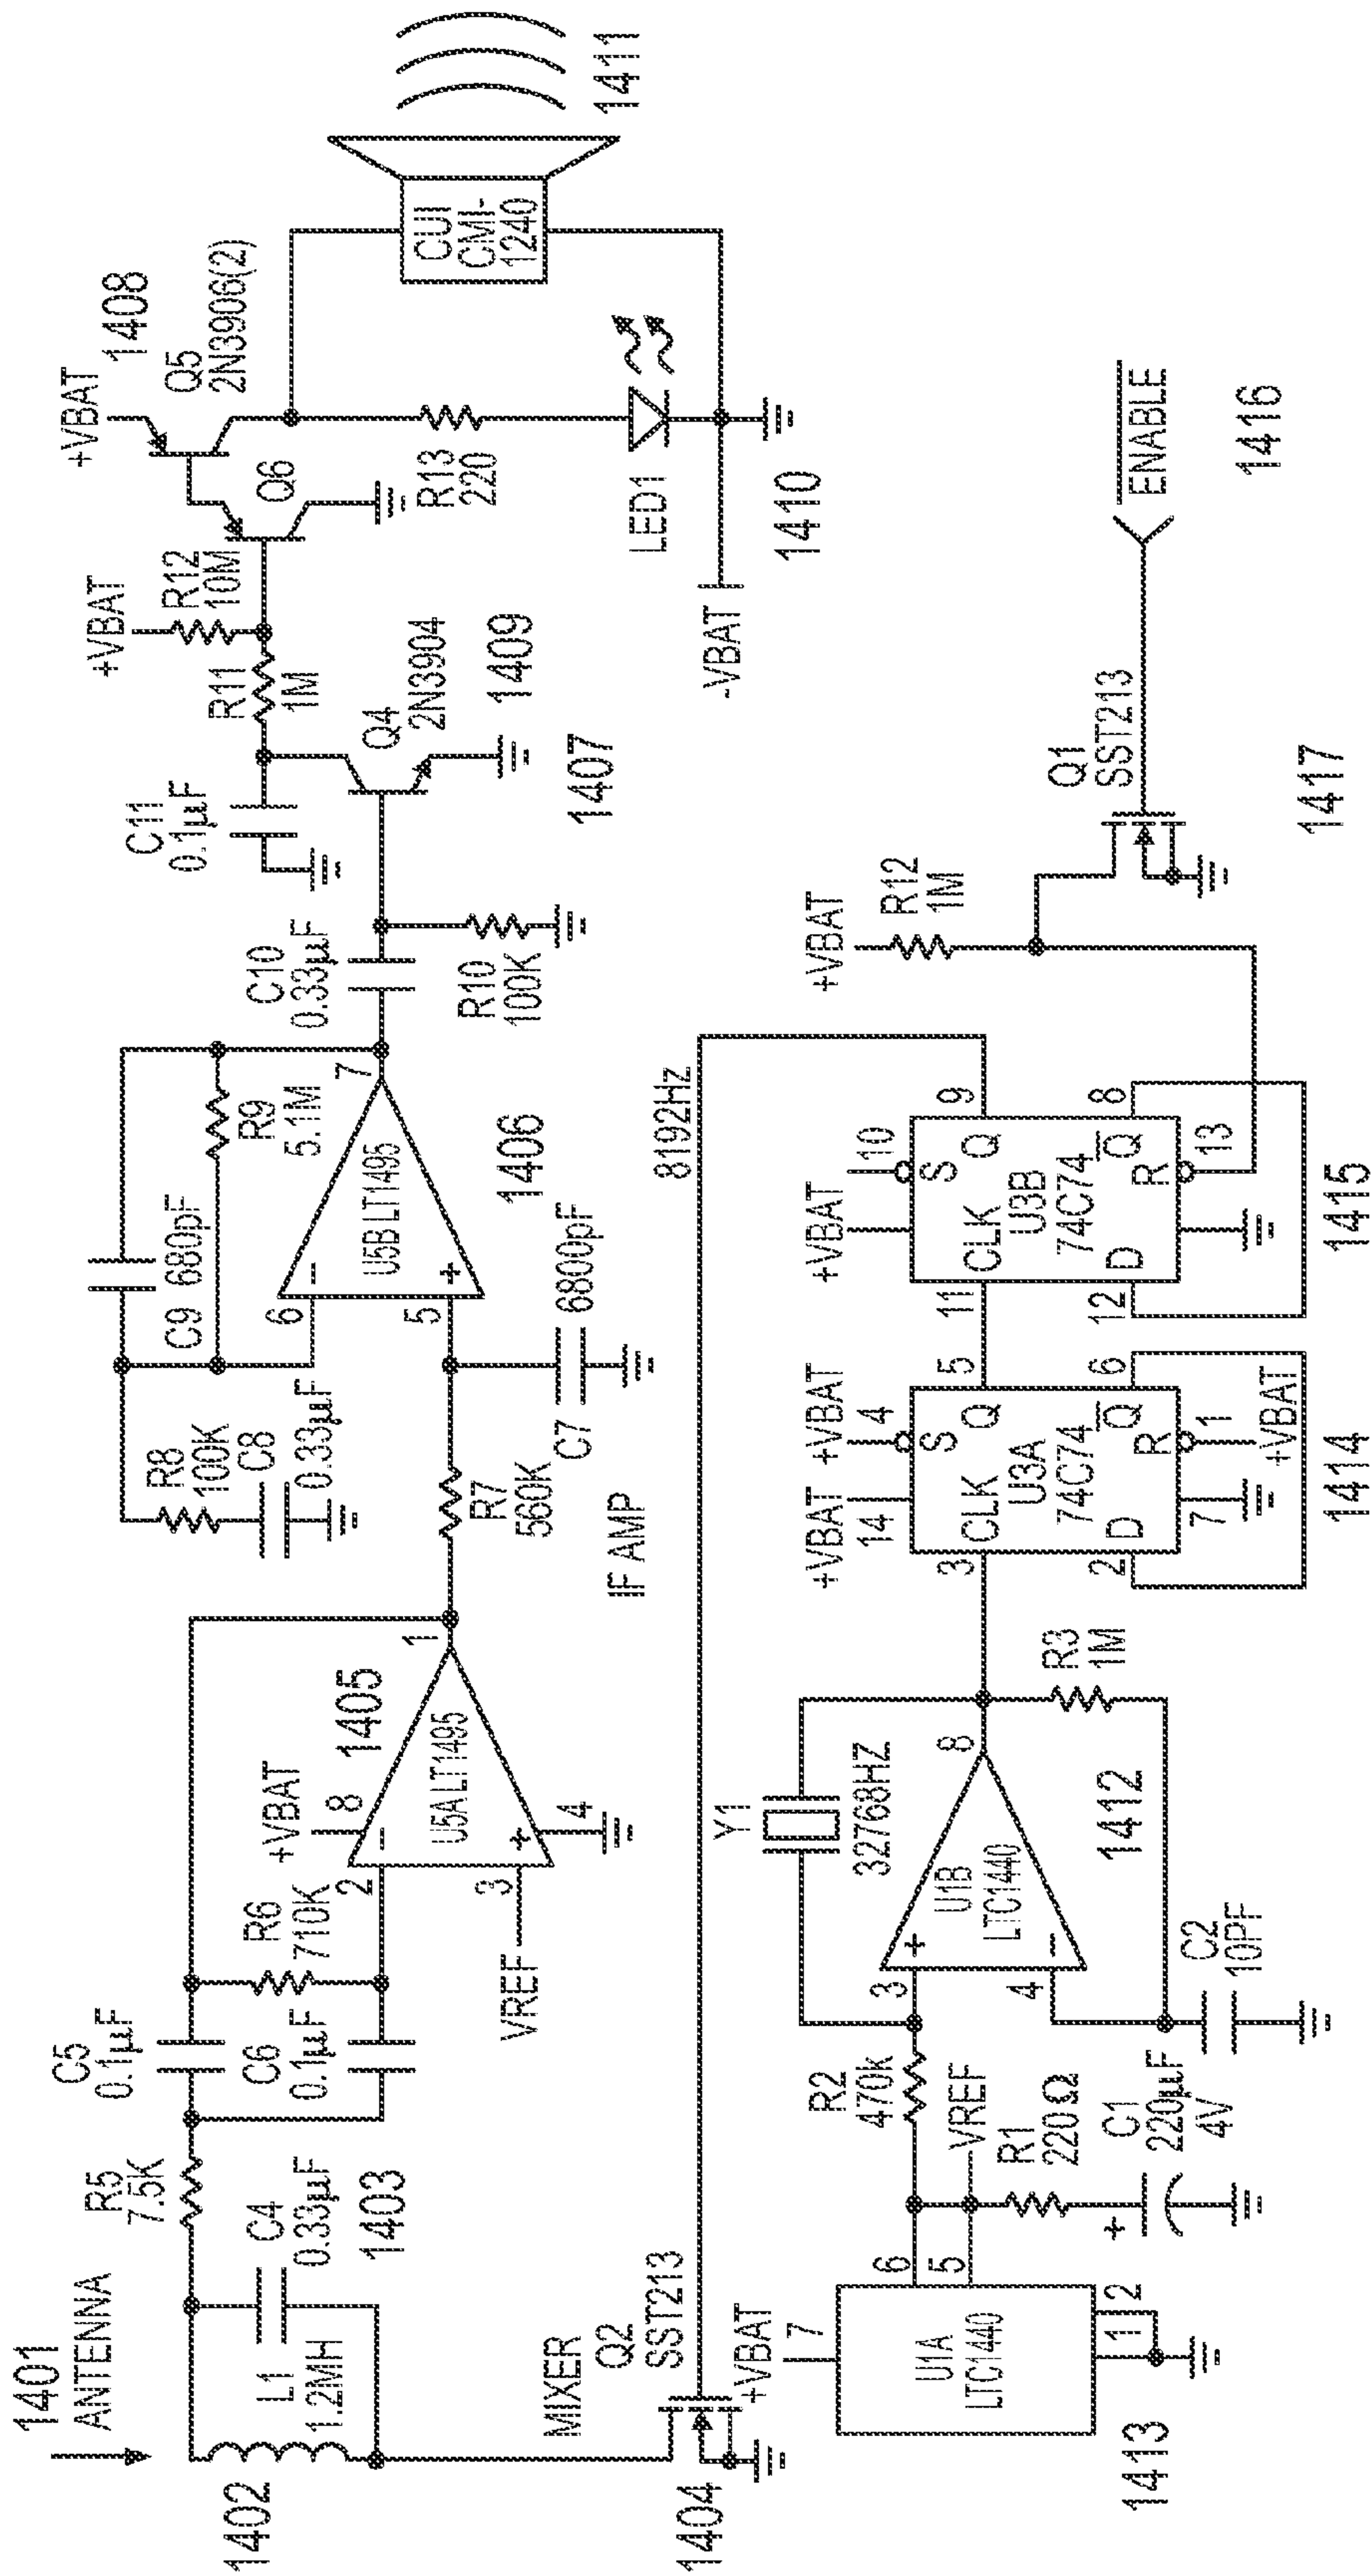 1401
ANTENNA
1402
L1
1.2MH
C4
0.33µF
1403
R5
7.5K
C5
0.1µF
C6
0.1µF
R6
710K
+VBAT
8
1405
2
3
VREF
U5A LT1495
4
1
R7
560K
IF AMP
R8
100K
C8
0.33µF
C9 680pF
R9
5.1M
6
5
U5B LT1495
7
1406
C7
6800pF
C10
0.33µF
R10
100K
C11
0.1µF
Q4
2N3904
1409
1407
R11
1M
+VBAT
R12
10M
Q6
+VBAT
1408
Q5
2N3906(2)
R13
220
LED1
1410
-VBAT
CUI
CMI-
1240
1411
MIXER
Q2
SST213
1404
8192Hz
+VBAT
7
U1A
LTC1440
1413
6
5
1
2
VREF
R1
220Ω
C1
220µF
4V
+
R2
470k
Y1
32768HZ
3
4
U1B
LTC1440
8
1412
C2
10PF
R3
1M
+VBAT
14
+VBAT
4
3
CLK
S
Q
5
U3A
74C74
2
D
Q
6
R
7
1
+VBAT
1414
+VBAT
10
11
CLK
S
Q
9
U3B
74C74
12
D
Q
8
R
13
1415
+VBAT
R12
1M
Q1
SST213
1417
ENABLE
1416